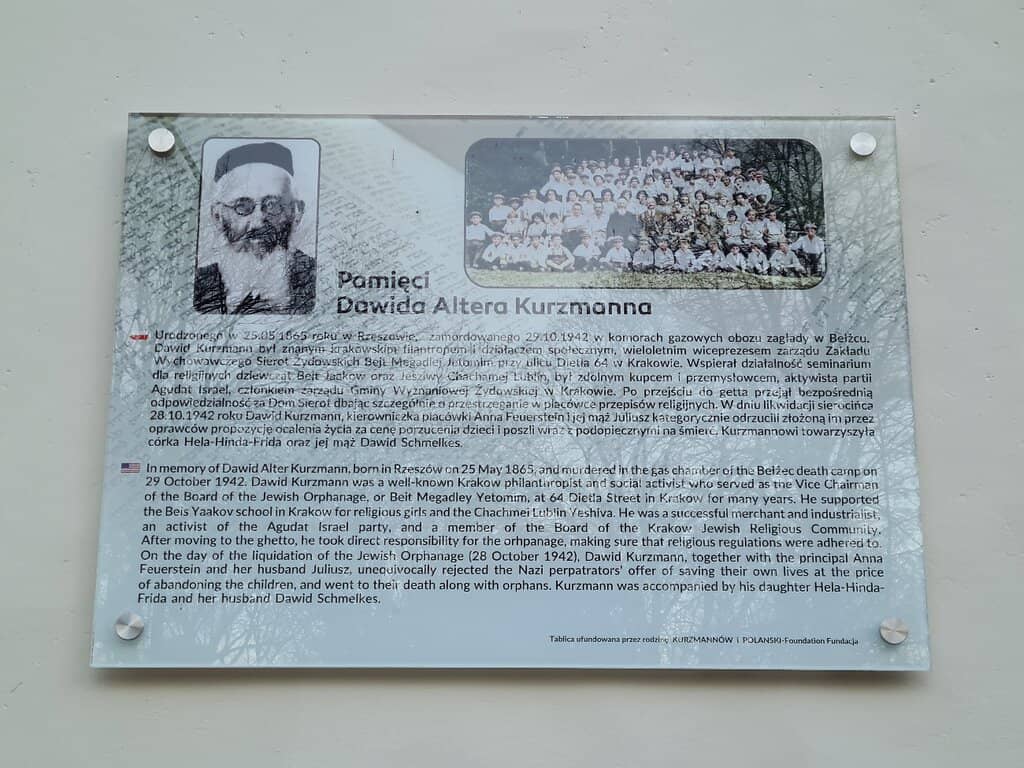 Pamięci
Dawida Altera Kurzmanna
Urodzonego w 25.05.1865 roku w Rzeszowie, zamordowanego 29.10.1942 w komorach gazowych obozu zagłady w Bełżcu.
Dawid Kurzmann był znanym krakowskim filantropem i działaczem społecznym, wieloletnim wiceprezesem zarządu Zakładu
Wychowawczego Sierot Żydowskich Bejt Megadlej Jetomim przy ulicy Dietla 64 w Krakowie. Wspierał działalność seminarium
dla religijnych dziewcząt Bejt Jaakow oraz Jesziwy Chachamej Lublin, był zdolnym kupcem i przemysłowcem, aktywistą partii
Agudat Israel, członkiem zarządu Gminy Wyznaniowej Żydowskiej w Krakowie. Po przejściu do getta przejął bezpośrednią
odpowiedzialność za Dom Sierot dbając szczególnie o przestrzeganie w placówce przepisów religijnych. W dniu likwidacji sierocińca
28.10.1942 roku Dawid Kurzmann, kierowniczka placówki Anna Feuerstein i jej mąż Juliusz kategorycznie odrzucili złożoną im przez
oprawców propozycję ocalenia życia za cenę porzucenia dzieci i poszli wraz z podopiecznymi na śmierć. Kurzmannowi towarzyszyła
córka Hela-Hinda-Frida oraz jej mąż Dawid Schmelkes.
In memory of Dawid Alter Kurzmann, born in Rzeszów on 25 May 1865, and murdered in the gas chamber of the Bełżec death camp on
29 October 1942. Dawid Kurzmann was a well-known Krakow philanthropist and social activist who served as the Vice Chairman
of the Board of the Jewish Orphanage, or Beit Megadley Yetomim, at 64 Dietla Street in Krakow for many years. He supported
the Beis Yaakov school in Krakow for religious girls and the Chachmei Lublin Yeshiva. He was a successful merchant and industrialist,
an activist of the Agudat Israel party, and a member of the Board of the Krakow Jewish Religious Community.
After moving to the ghetto, he took direct responsibility for the orhpanage, making sure that religious regulations were adhered to.
On the day of the liquidation of the Jewish Orphanage (28 October 1942), Dawid Kurzmann, together with the principal Anna
Feuerstein and her husband Juliusz, unequivocally rejected the Nazi perpatrators' offer of saving their own lives at the price
of abandoning the children, and went to their death along with orphans. Kurzmann was accompanied by his daughter Hela-Hinda-
Frida and her husband Dawid Schmelkes.
Tablica ufundowana przez rodzinę KURZMANNÓW i POLANSKI-Foundation Fundacja